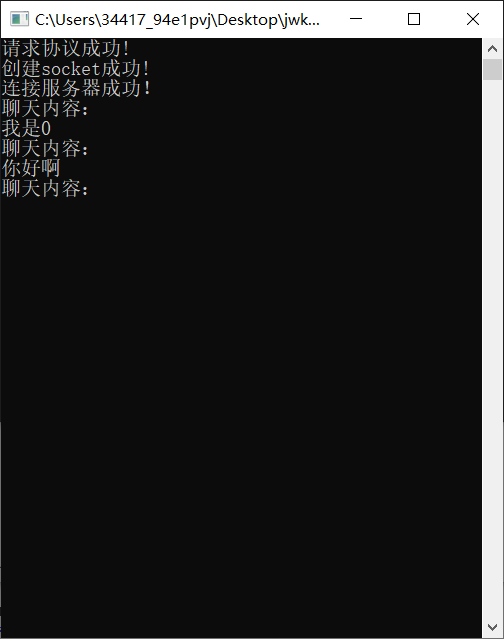 C:\Users\34417_94e1pvj\Desktop\jwk...
请求协议成功!
创建socket成功!
连接服务器成功!
聊天内容:
我是0
聊天内容:
你好啊
聊天内容: